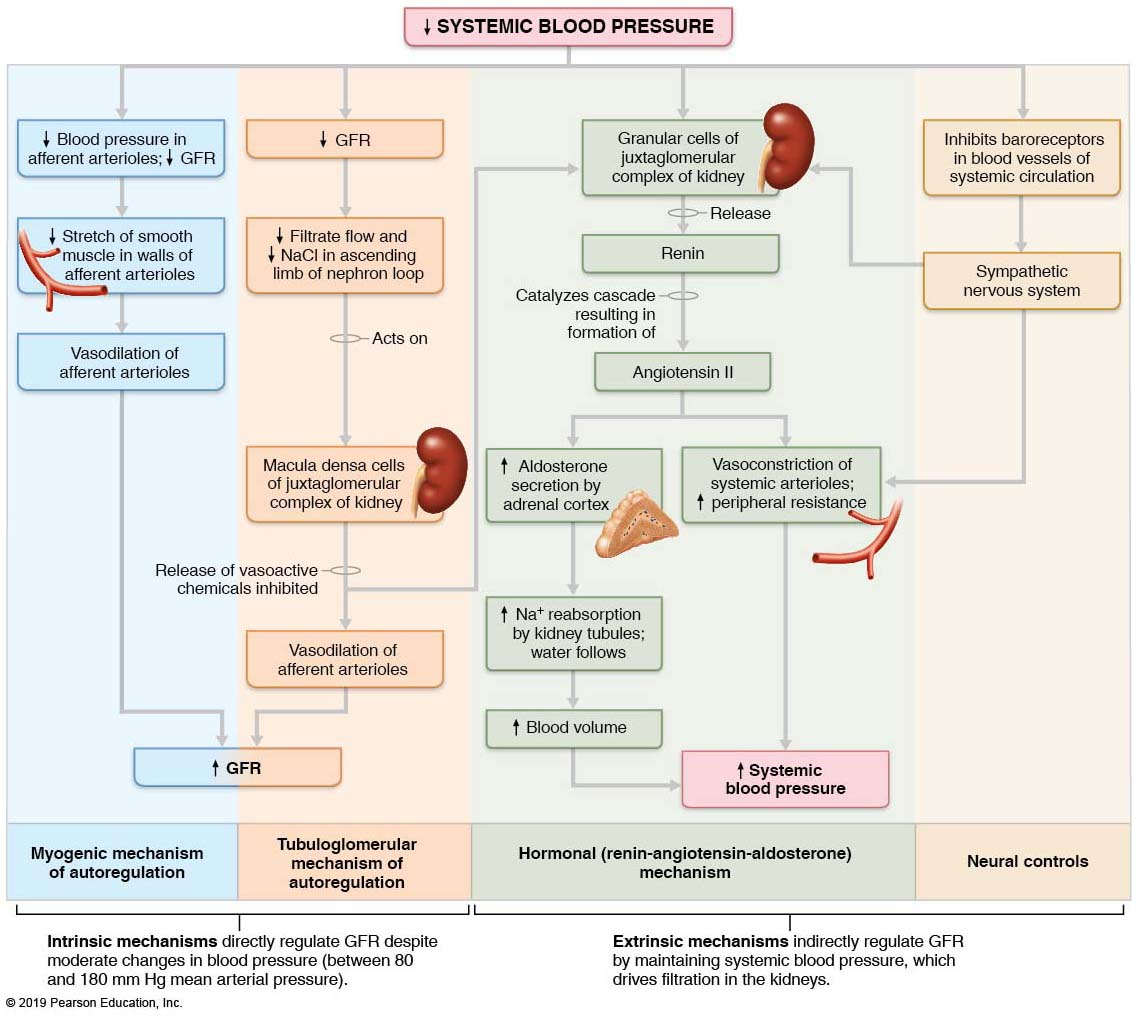 ↓ SYSTEMIC BLOOD PRESSURE
↓ Blood pressure in
afferent arterioles; ↓ GFR
↓ Stretch of smooth
muscle in walls of
afferent arterioles
Vasodilation of
afferent arterioles
↓ GFR
↓ Filtrate flow and
↓ NaCl in ascending
limb of nephron loop
Acts on
Macula densa cells
of juxtaglomerular
complex of kidney
Release of vasoactive
chemicals inhibited
Vasodilation of
afferent arterioles
↑ GFR
Granular cells of
juxtaglomerular
complex of kidney
Release
Renin
Catalyzes cascade
resulting in
formation of
Angiotensin II
↑ Aldosterone
secretion by
adrenal cortex
↑ Na⁺ reabsorption
by kidney tubules;
water follows
↑ Blood volume
Vasoconstriction of
systemic arterioles;
↑ peripheral resistance
↑ Systemic
blood pressure
Inhibits baroreceptors
in blood vessels of
systemic circulation
Sympathetic
nervous system
Myogenic mechanism
of autoregulation
Tubuloglomerular
mechanism of
autoregulation
Hormonal (renin-angiotensin-aldosterone)
mechanism
Neural controls
Intrinsic mechanisms directly regulate GFR despite
moderate changes in blood pressure (between 80
and 180 mm Hg mean arterial pressure).
Extrinsic mechanisms indirectly regulate GFR
by maintaining systemic blood pressure, which
drives filtration in the kidneys.
© 2019 Pearson Education, Inc.